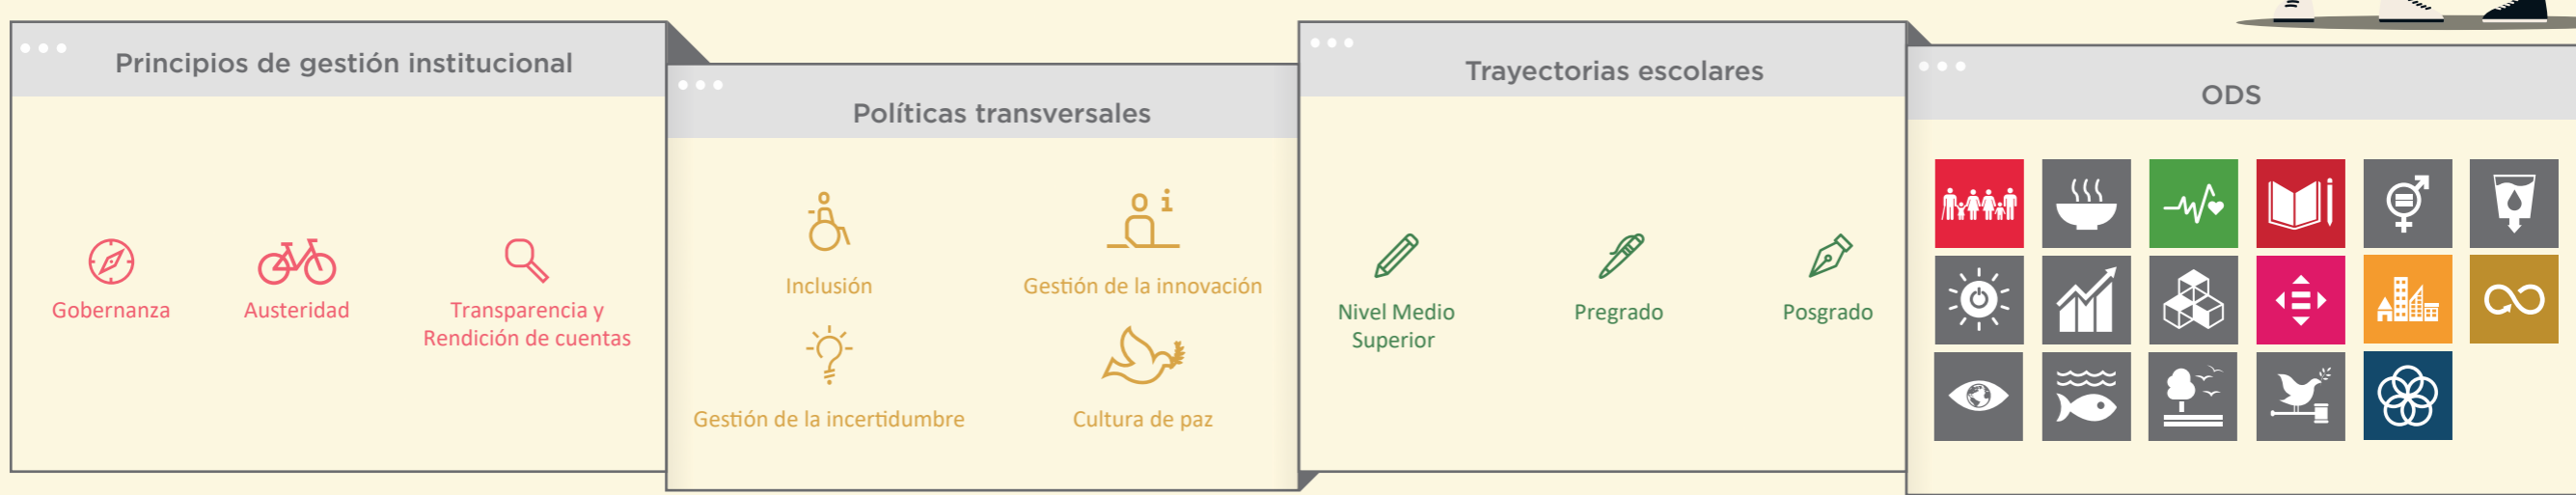 Principios de gestión institucional
Gobernanza
Austeridad
Transparencia y
Rendición de cuentas
Políticas transversales
Inclusión
Gestión de la innovación
Gestión de la incertidumbre
Cultura de paz
Trayectorias escolares
Nivel Medio
Superior
Pregrado
Posgrado
ODS